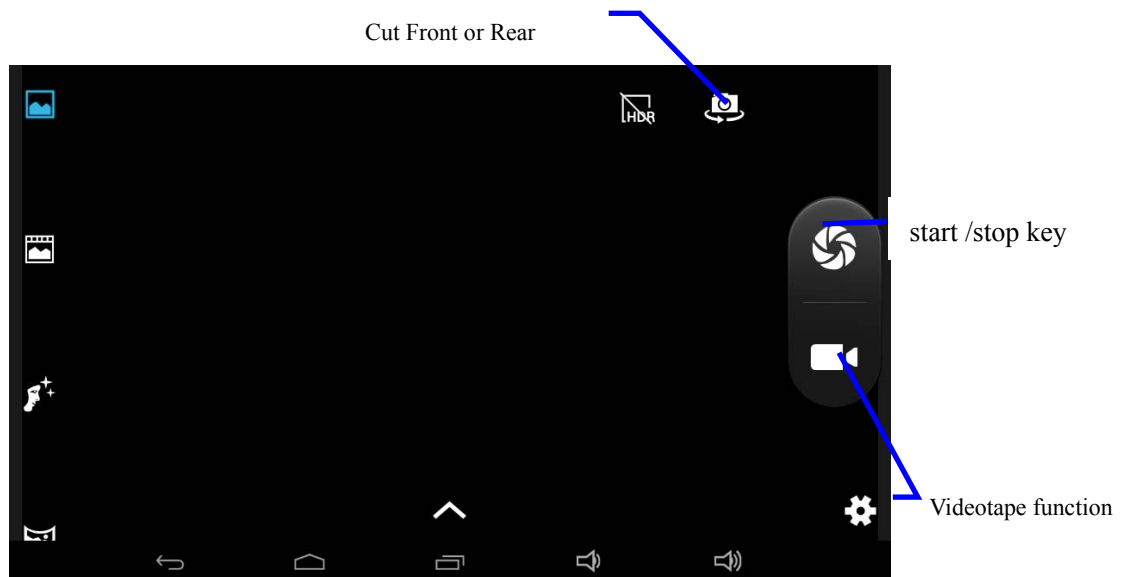 Cut Front or Rear
HDR
start /stop key
Videotape function